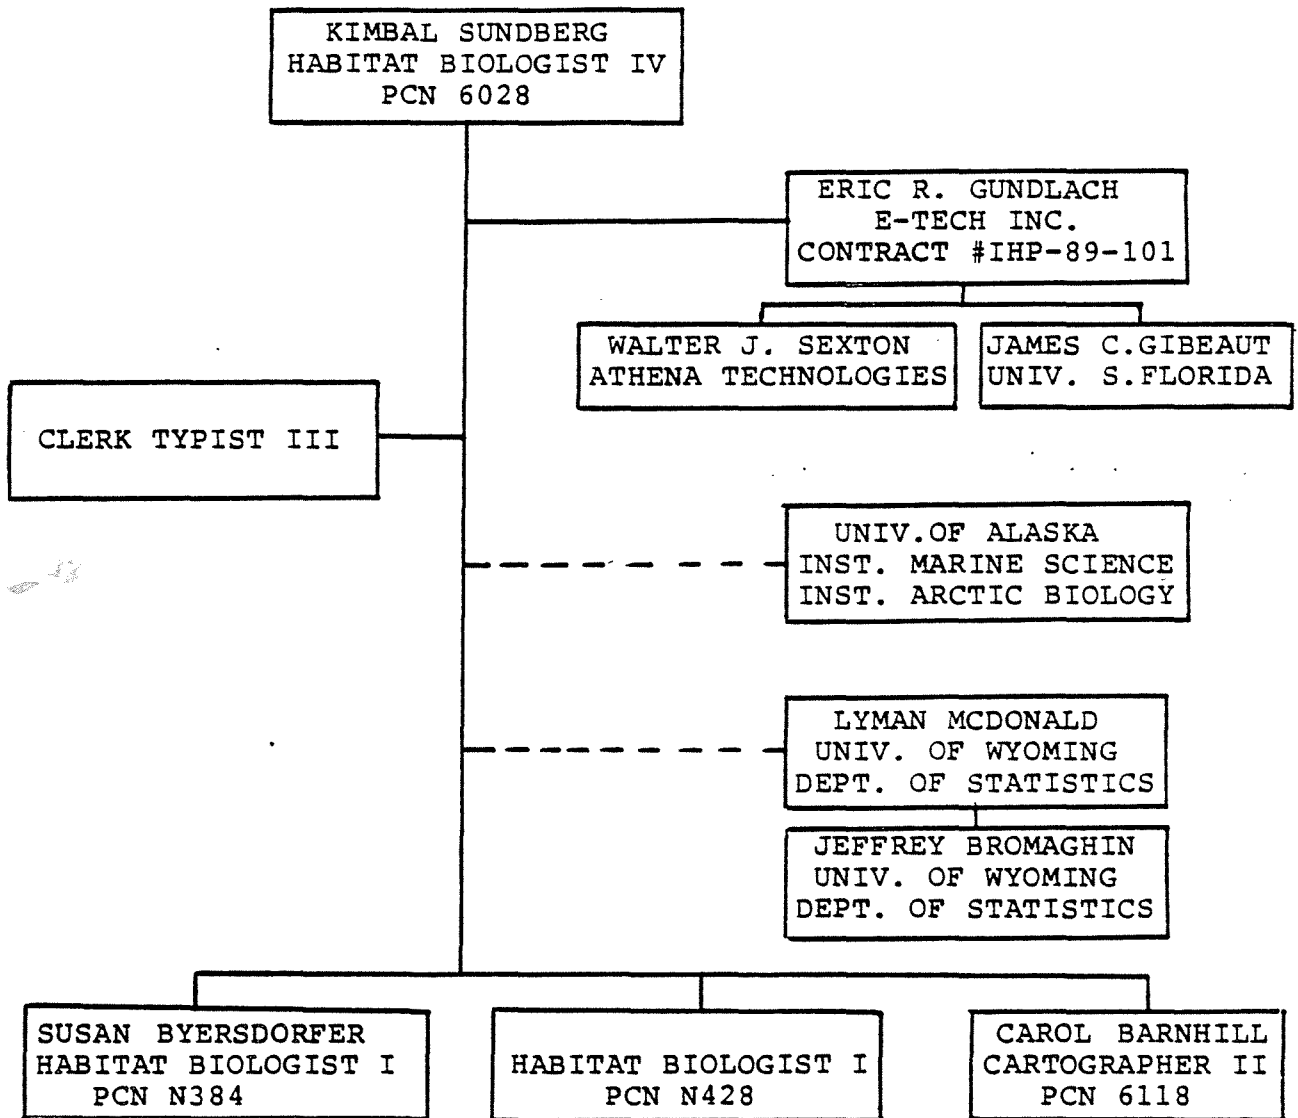 KIMBAL SUNDBERG
HABITAT BIOLOGIST IV
PCN 6028
ERIC R. GUNDLACH
E-TECH INC.
CONTRACT #IHP-89-101
WALTER J. SEXTON
ATHENA TECHNOLOGIES
JAMES C.GIBEAUT
UNIV. S.FLORIDA
CLERK TYPIST III
UNIV.OF ALASKA
INST. MARINE SCIENCE
INST. ARCTIC BIOLOGY
LYMAN MCDONALD
UNIV. OF WYOMING
DEPT. OF STATISTICS
JEFFREY BROMAGHIN
UNIV. OF WYOMING
DEPT. OF STATISTICS
SUSAN BYERSDORFER
HABITAT BIOLOGIST I
PCN N384
HABITAT BIOLOGIST I
PCN N428
CAROL BARNHILL
CARTOGRAPHER II
PCN 6118